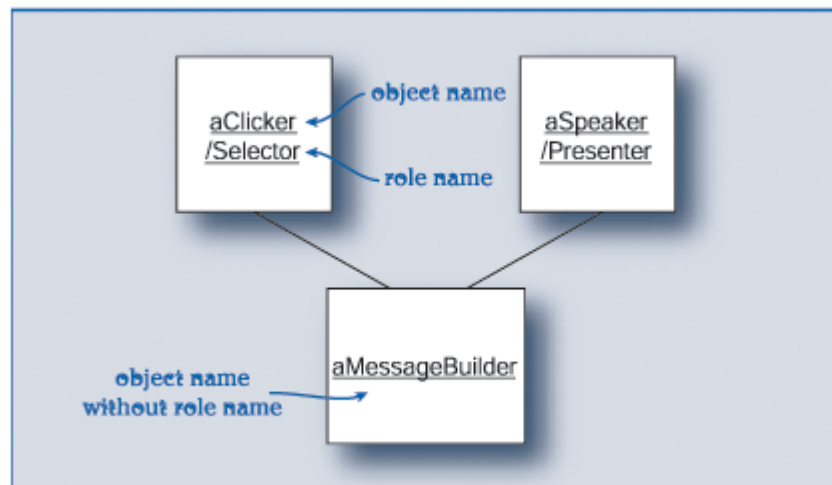 aClicker
/Selector
object name
role name
aSpeaker
/Presenter
aMessageBuilder
object name
without role name